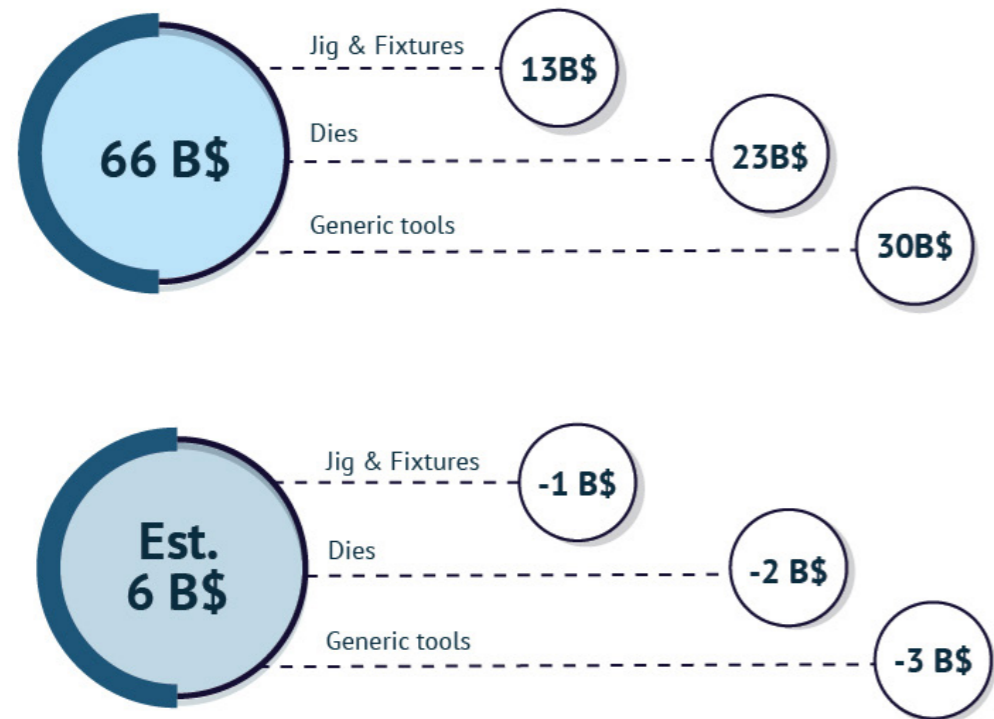 Jig & Fixtures
13B$
66 B$
Dies
23B$
Generic tools
30B$
Jig & Fixtures
-1 B$
Est.
6 B$
Dies
-2 B$
Generic tools
-3 B$